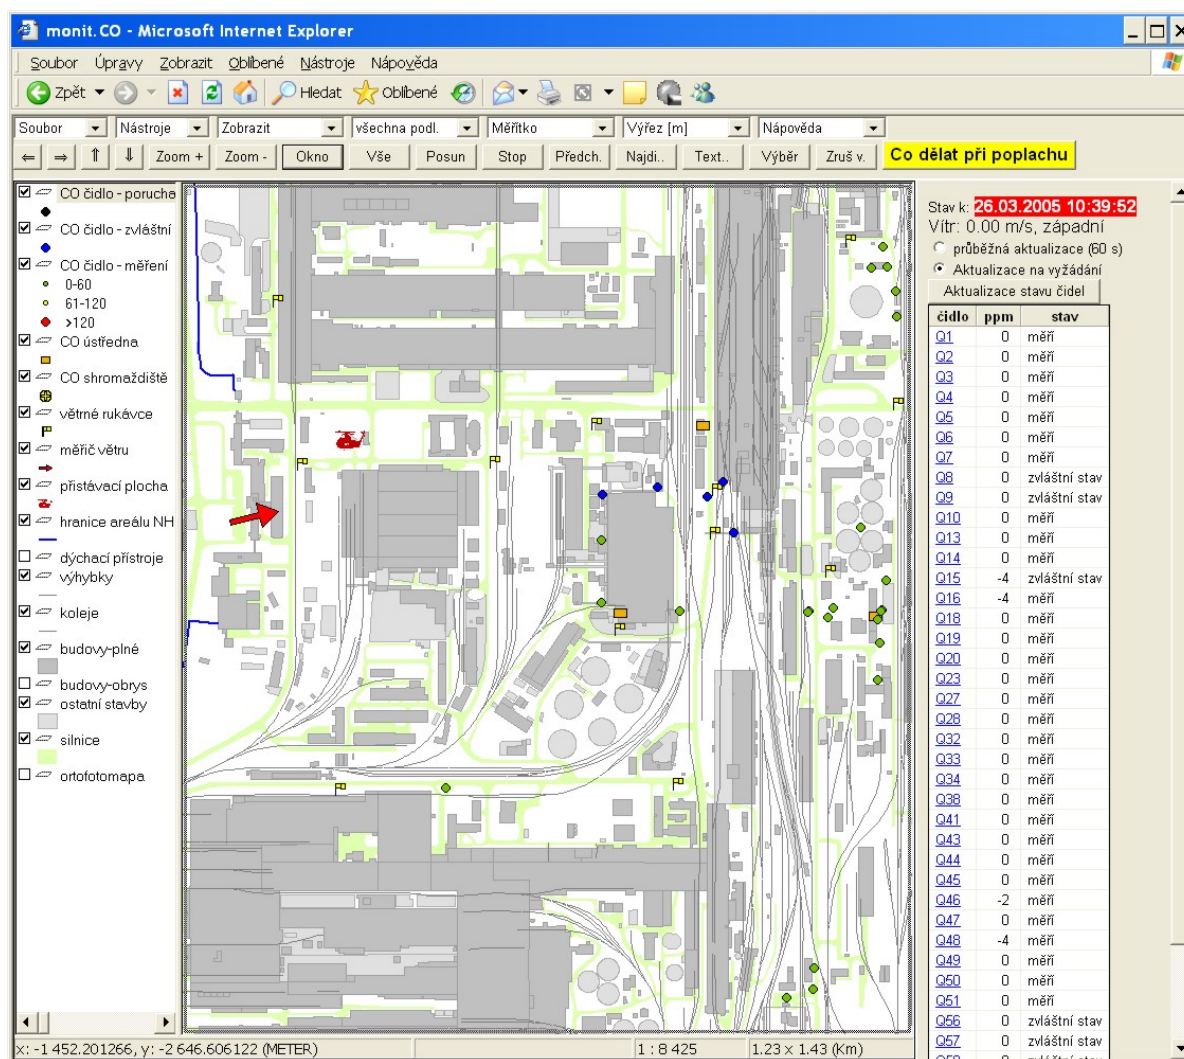 monit.CO - Microsoft Internet Explorer
Soubor Úpravy Zobrazit Oblíbené Nástroje Nápověda
Zpět Hledat Oblíbené
Soubor Nástroje Zobrazit všechna podl. Měřítko Výřez [m] Nápověda
Zoom + Zoom - Okno Vše Posun Stop Předch. Najdi.. Text.. Výběr Zruš v. Co dělat při poplachu
CO čidlo - porucha
CO čidlo - zvláštní
CO čidlo - měření
0-60
61-120
>120
CO ústředna
CO shromaždiště
větrné rukávce
měřič větru
přistávací plocha
hranice areálu NH
dýchací přístroje
výhybky
koleje
budovy-plné
budovy-obrys
ostatní stavby
silnice
ortofotomapa
Stav k: 26.03.2005 10:39:52
Vítr: 0.00 m/s, západní
průběžná aktualizace (60 s)
Aktualizace na vyžádání
Aktualizace stavu čidel
čidlo ppm stav
Q1 0 měří
Q2 0 měří
Q3 0 měří
Q4 0 měří
Q5 0 měří
Q6 0 měří
Q7 0 měří
Q8 0 zvláštní stav
Q9 0 zvláštní stav
Q10 0 měří
Q13 0 měří
Q14 0 měří
Q15 -4 zvláštní stav
Q16 -4 měří
Q18 0 měří
Q19 0 měří
Q20 0 měří
Q23 0 měří
Q27 0 měří
Q28 0 měří
Q32 0 měří
Q33 0 měří
Q34 0 měří
Q38 0 měří
Q41 0 měří
Q43 0 měří
Q44 0 měří
Q45 0 měří
Q46 -2 měří
Q47 0 měří
Q48 -4 měří
Q49 0 měří
Q50 0 měří
Q51 0 měří
Q56 0 zvláštní stav
Q57 0 zvláštní stav
x: -1 452.201266, y: -2 646.606122 (METER) 1 : 8 425 1.23 x 1.43 (Km)